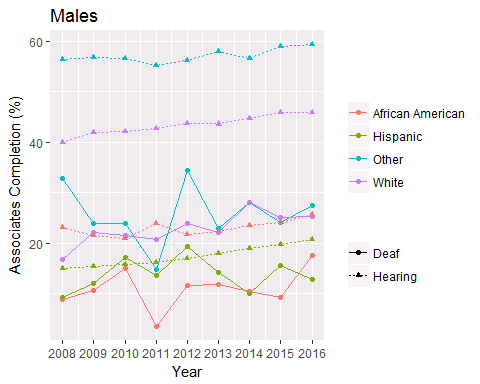 Males
Associates Completion (%)
60
40
20
2008 2009 2010 2011 2012 2013 2014 2015 2016
Year
African American
Hispanic
Other
White
Deaf
Hearing